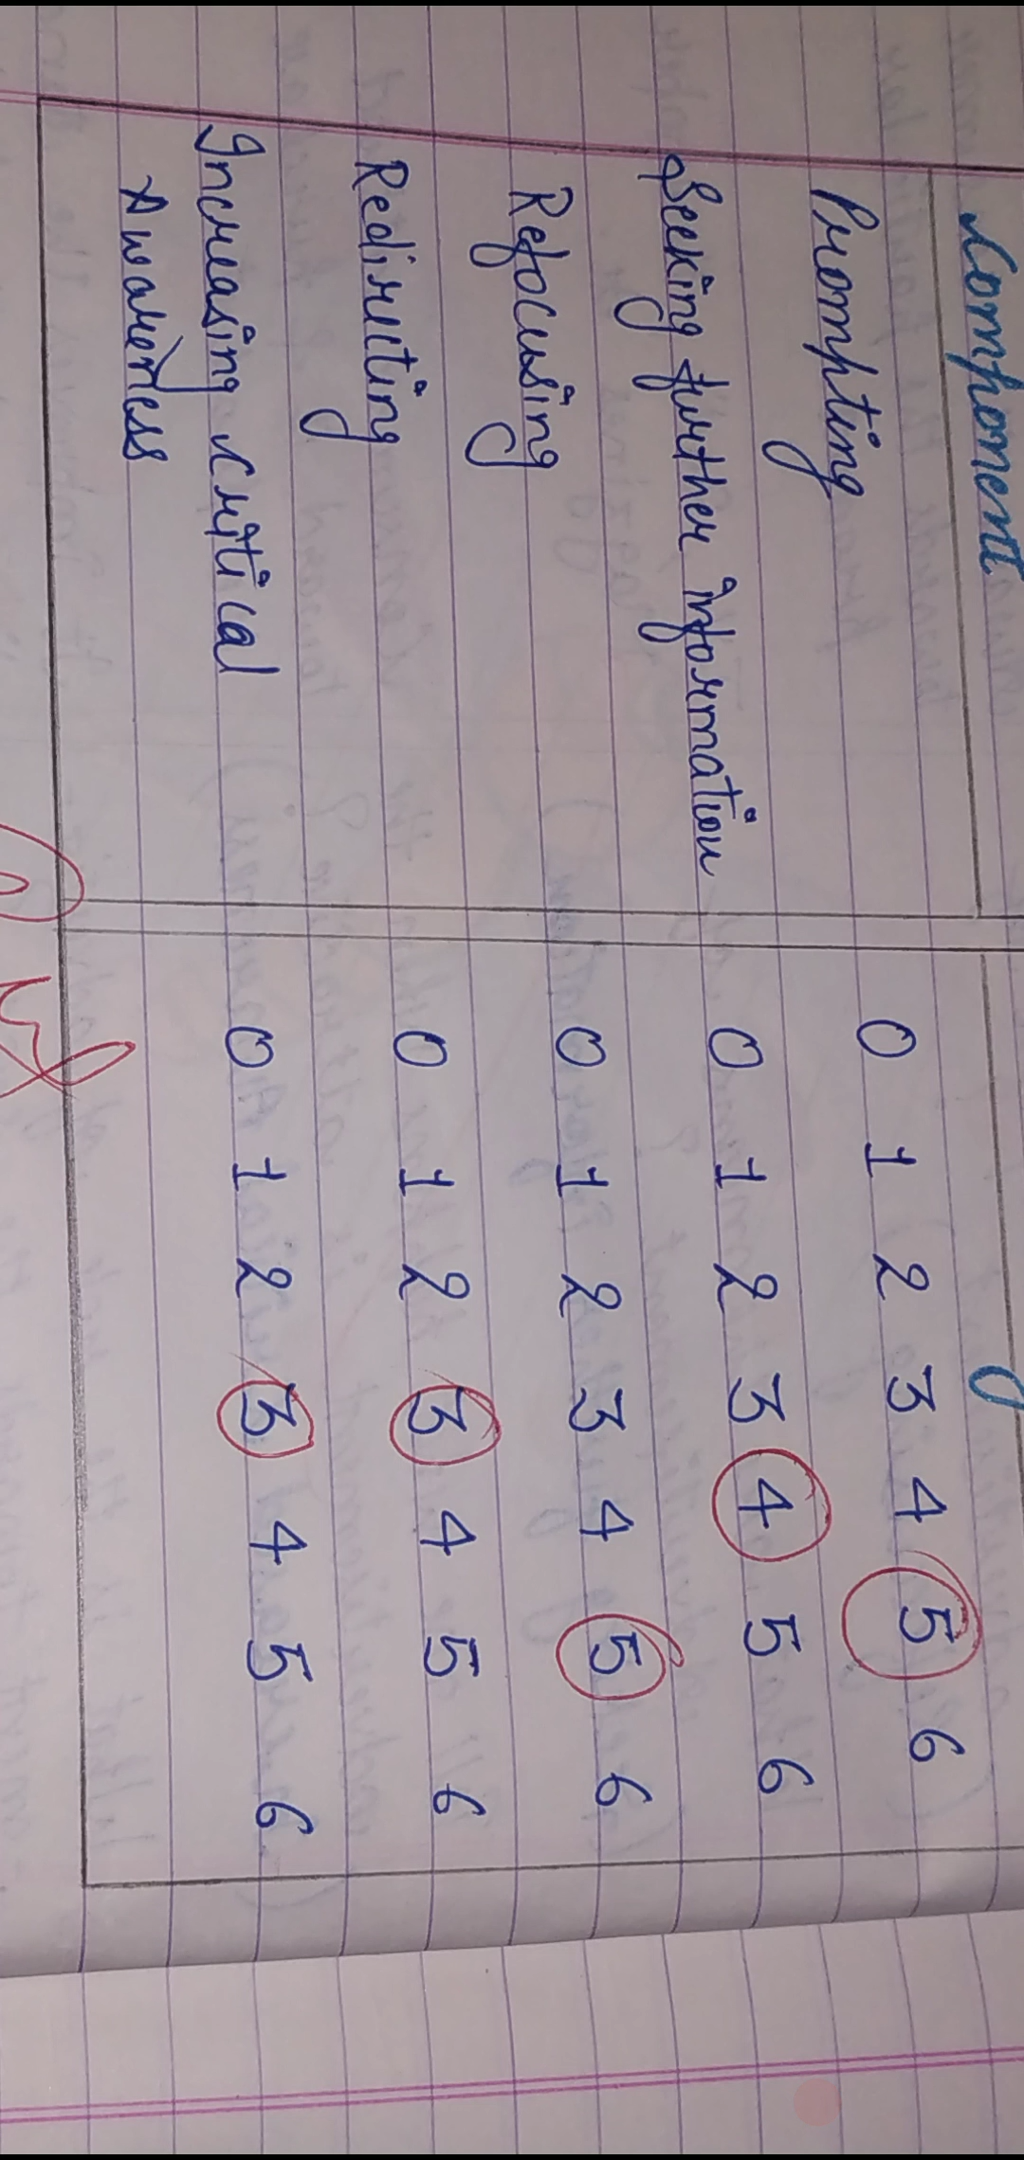 Component
Prompting 0 1 2 3 4 5 6
Seeking further information 0 1 2 3 4 5 6
Refocusing 0 1 2 3 4 5 6
Redirecting 0 1 2 3 4 5 6
Increasing critical 0 1 2 3 4 5 6
Awareness